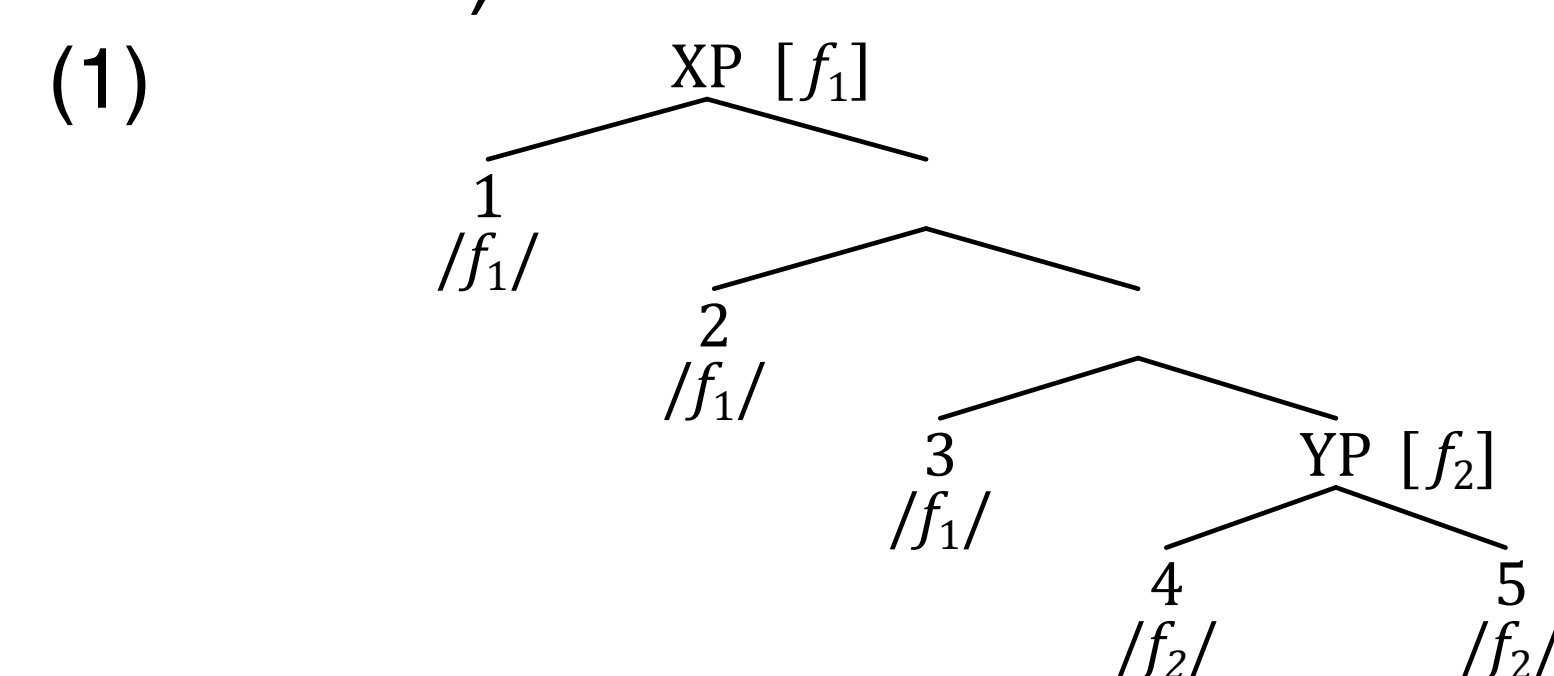 (1) XP [f₁]
1
/f₁/
2
/f₁/
3 YP [f₂]
/f₁/
4 5
/f₂/ /f₂/